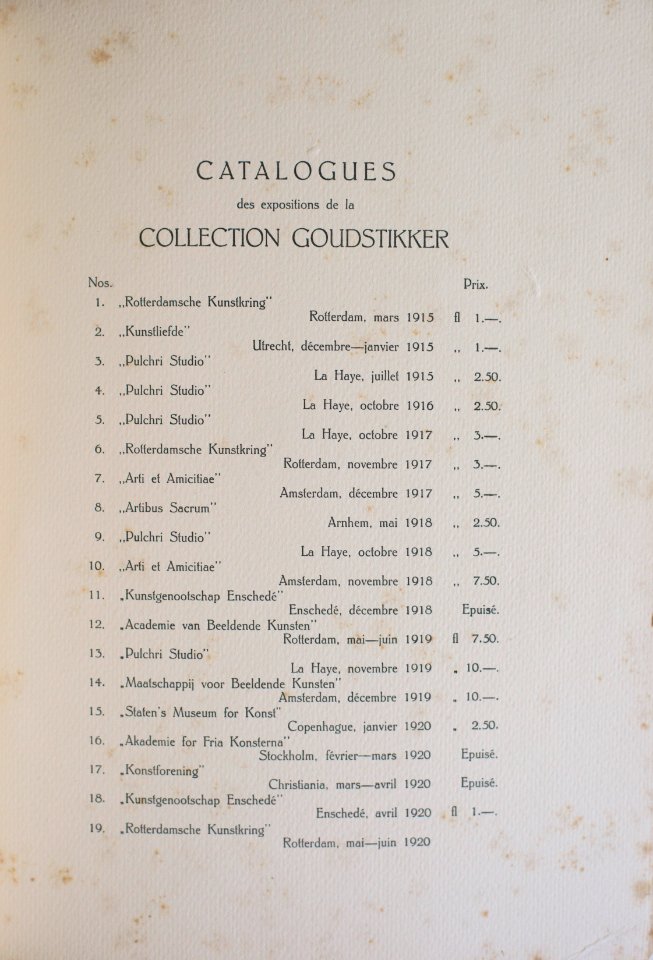 CATALOGUES
des expositions de la
COLLECTION GOUDSTIKKER
Nos. Prix.
1. „Rotterdamsche Kunstkring"
Rotterdam, mars 1915 fl 1.—.
2. „Kunstliefde"
Utrecht, décembre—janvier 1915 „ 1.—.
3. „Pulchri Studio"
La Haye, juillet 1915 „ 2.50.
4. „Pulchri Studio"
La Haye, octobre 1916 „ 2.50.
5. „Pulchri Studio"
La Haye, octobre 1917 „ 3.—.
6. „Rotterdamsche Kunstkring"
Rotterdam, novembre 1917 „ 3.—.
7. „Arti et Amicitiae"
Amsterdam, décembre 1917 „ 5.—.
8. „Artibus Sacrum"
Arnhem, mai 1918 „ 2.50.
9. „Pulchri Studio"
La Haye, octobre 1918 „ 5.—.
10. „Arti et Amicitiae"
Amsterdam, novembre 1918 „ 7.50.
11. „Kunstgenootschap Enschedé"
Enschedé, décembre 1918 Epuisé.
12. „Academie van Beeldende Kunsten"
Rotterdam, mai—juin 1919 fl 7.50.
13. „Pulchri Studio"
La Haye, novembre 1919 „ 10.—.
14. „Maatschappij voor Beeldende Kunsten"
Amsterdam, décembre 1919 „ 10.—.
15. „Staten's Museum for Konst"
Copenhague, janvier 1920 „ 2.50.
16. „Akademie for Fria Konsterna"
Stockholm, février—mars 1920 Epuisé.
17. „Konstforening"
Christiania, mars—avril 1920 Epuisé.
18. „Kunstgenootschap Enschedé"
Enschedé, avril 1920 fl 1.—.
19. „Rotterdamsche Kunstkring"
Rotterdam, mai—juin 1920